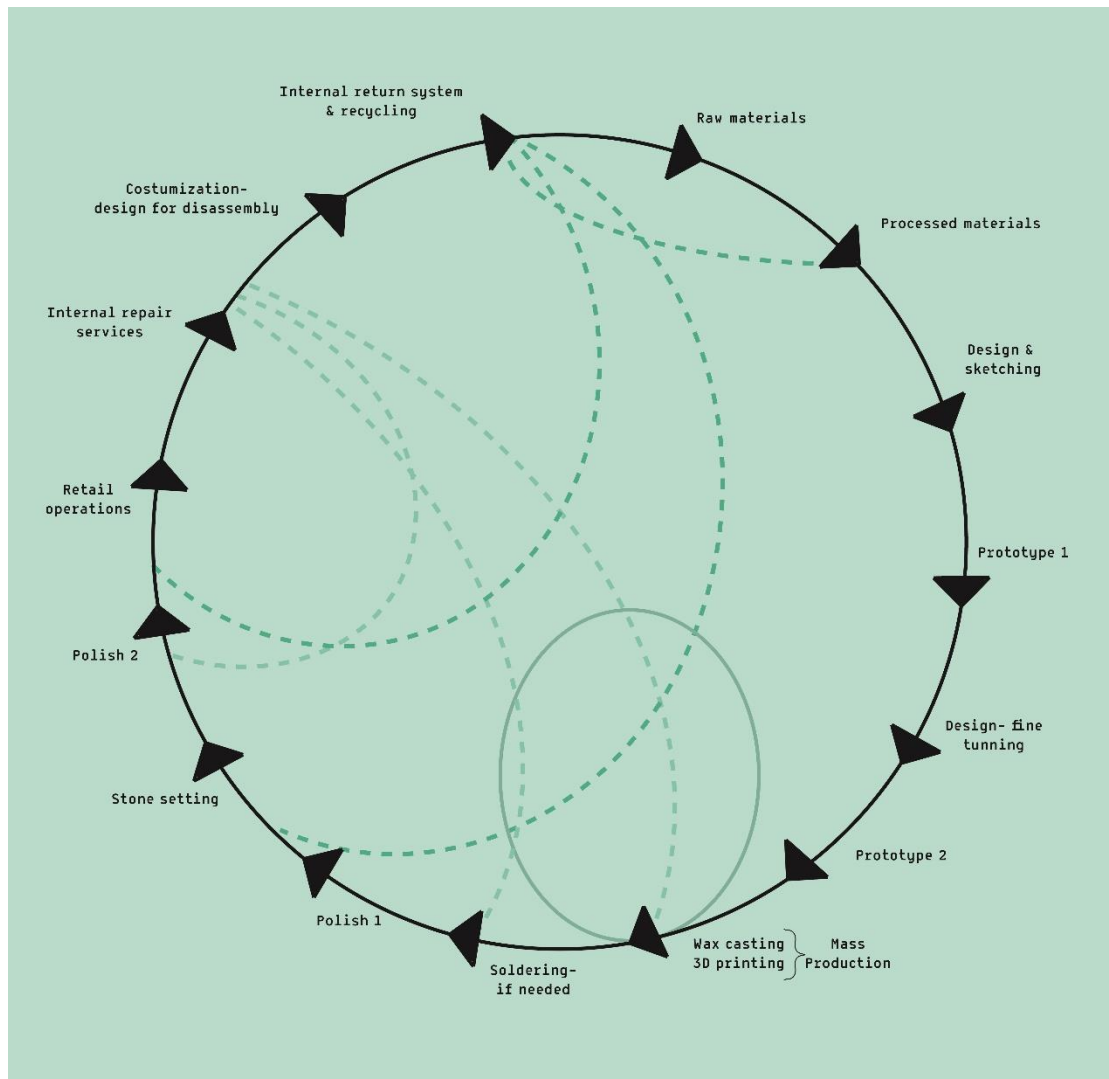 Internal return system
& recycling
Raw materials
Costumization-
design for disassembly
Processed materials
Internal repair
services
Design &
sketching
Retail
operations
Prototype 1
Polish 2
Design- fine
tunning
Stone setting
Prototype 2
Polish 1
Wax casting
3D printing
Mass
Production
Soldering-
if needed